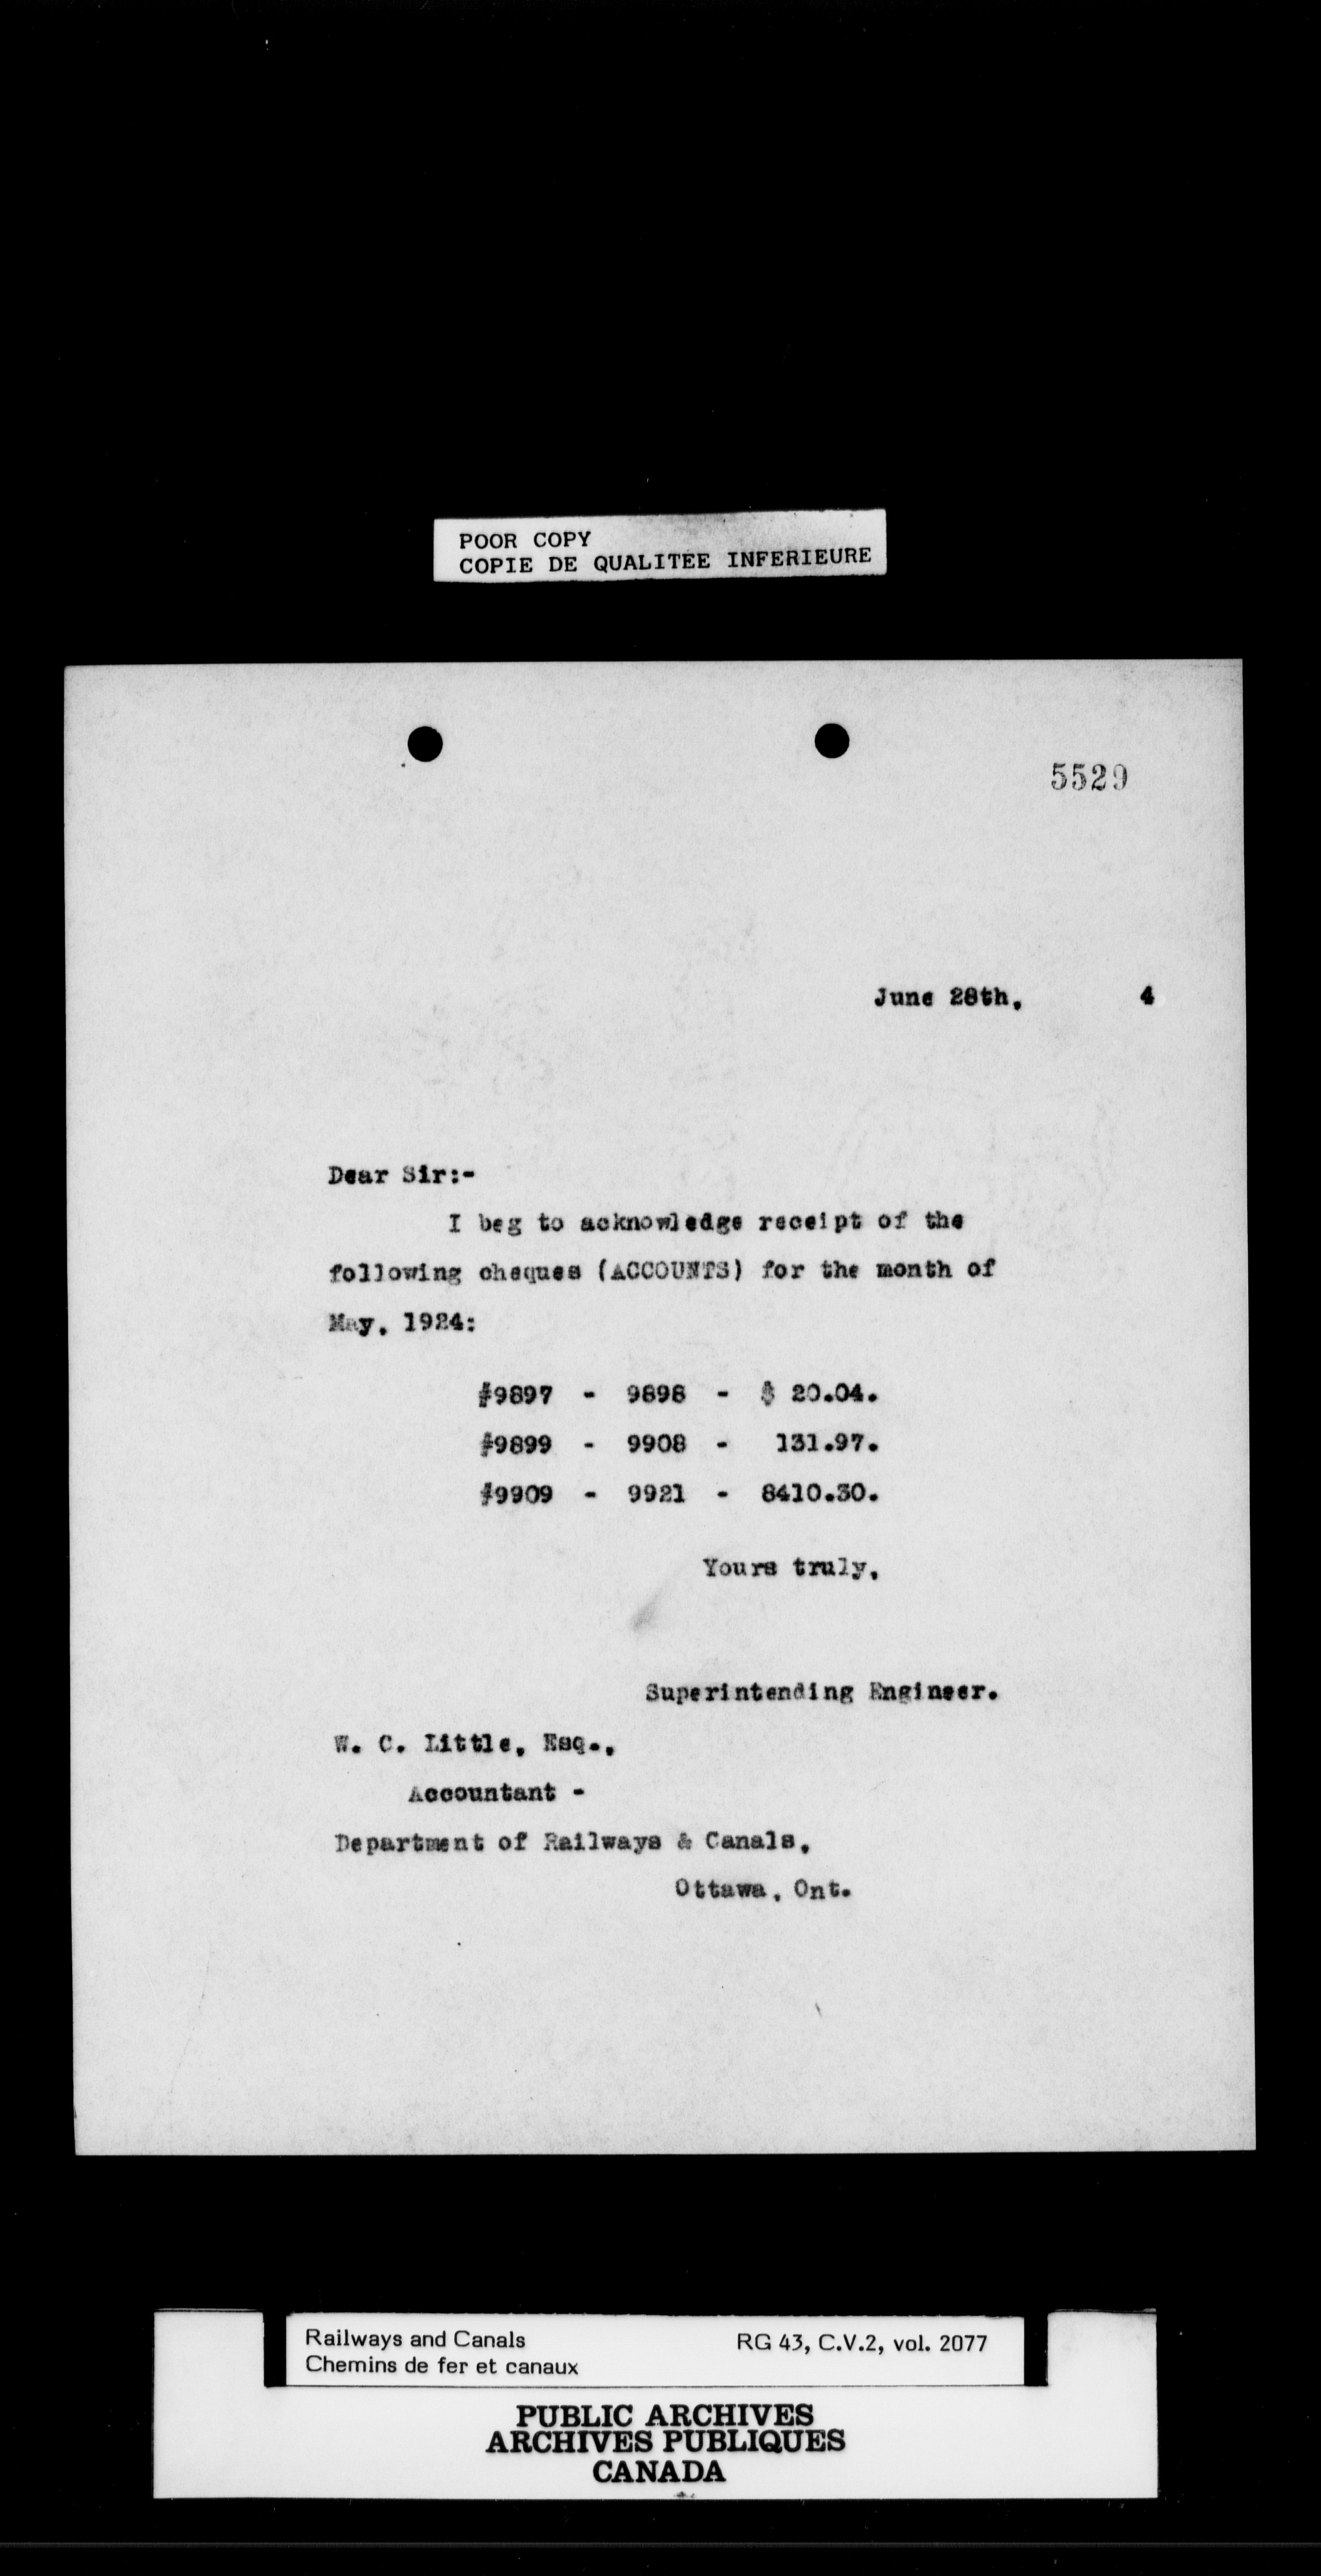 POOR COPY
COPIE DE QUALITEE INFERIEURE
5529
June 28th, 4
Dear Sir:-
I beg to acknowledge receipt of the
following cheques (ACCOUNTS) for the month of
May, 1924:
#9897 - 9898 - $ 20.04.
#9899 - 9908 - 131.97.
#9909 - 9921 - 8410.30.
Yours truly,
Superintending Engineer.
W. C. Little, Esq.,
Accountant -
Department of Railways & Canals,
Ottawa, Ont.
Railways and Canals RG 43, C.V.2, vol. 2077
Chemins de fer et canaux
PUBLIC ARCHIVES
ARCHIVES PUBLIQUES
CANADA